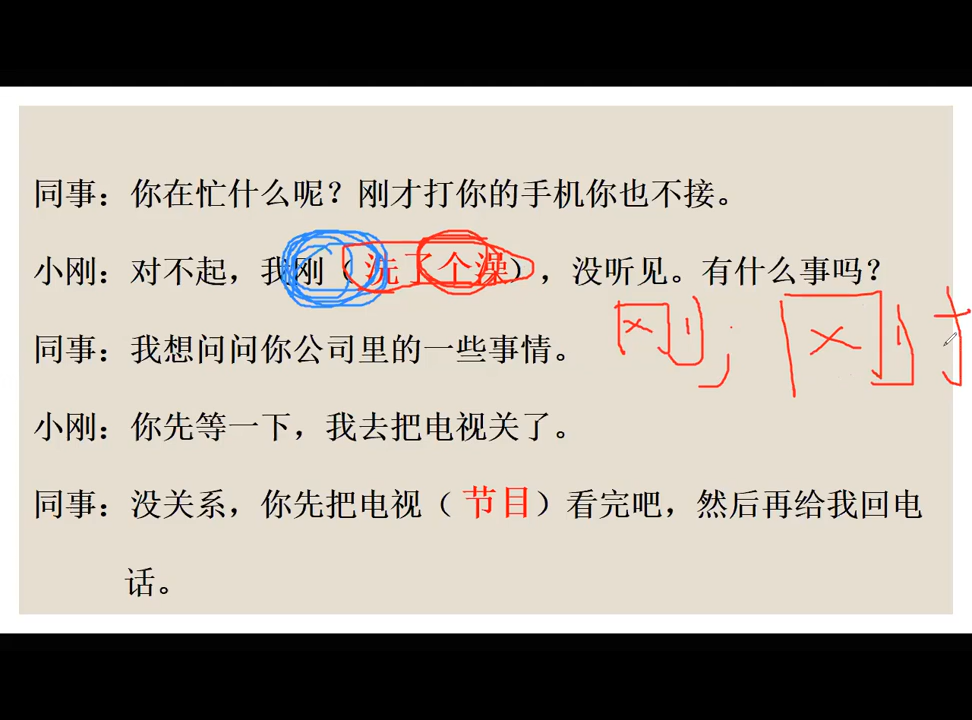 同事：你在忙什么呢？刚才打你的手机你也不接。
小刚：对不起，我刚（洗了个澡），没听见。有什么事吗？
刚，刚才
同事：我想问问你公司里的一些事情。
小刚：你先等一下，我去把电视关了。
同事：没关系，你先把电视（节目）看完吧，然后再给我回电
话。